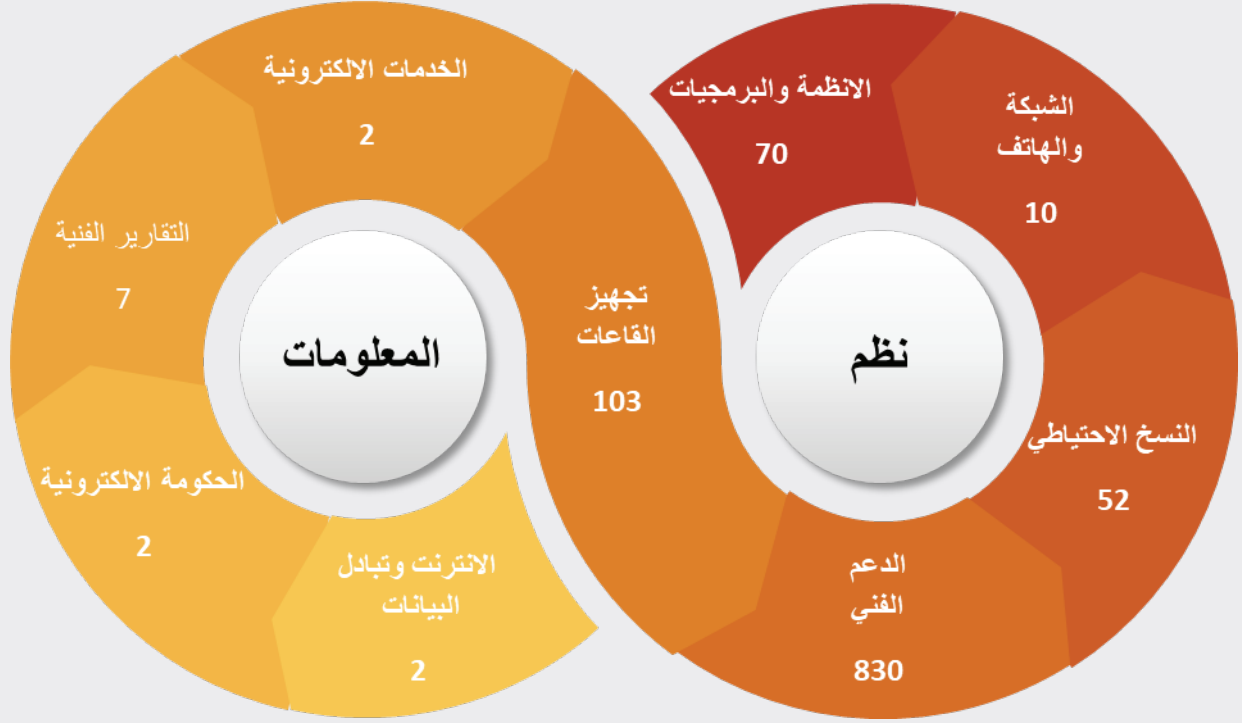 الانظمة والبرمجيات
70
الشبكة
والهاتف
10
النسخ الاحتياطي
52
الدعم
الفني
830
نظم
تجهيز
القاعات
103
الخدمات الالكترونية
2
التقارير الفنية
7
الحكومة الالكترونية
2
الانترنت وتبادل
البيانات
2
المعلومات